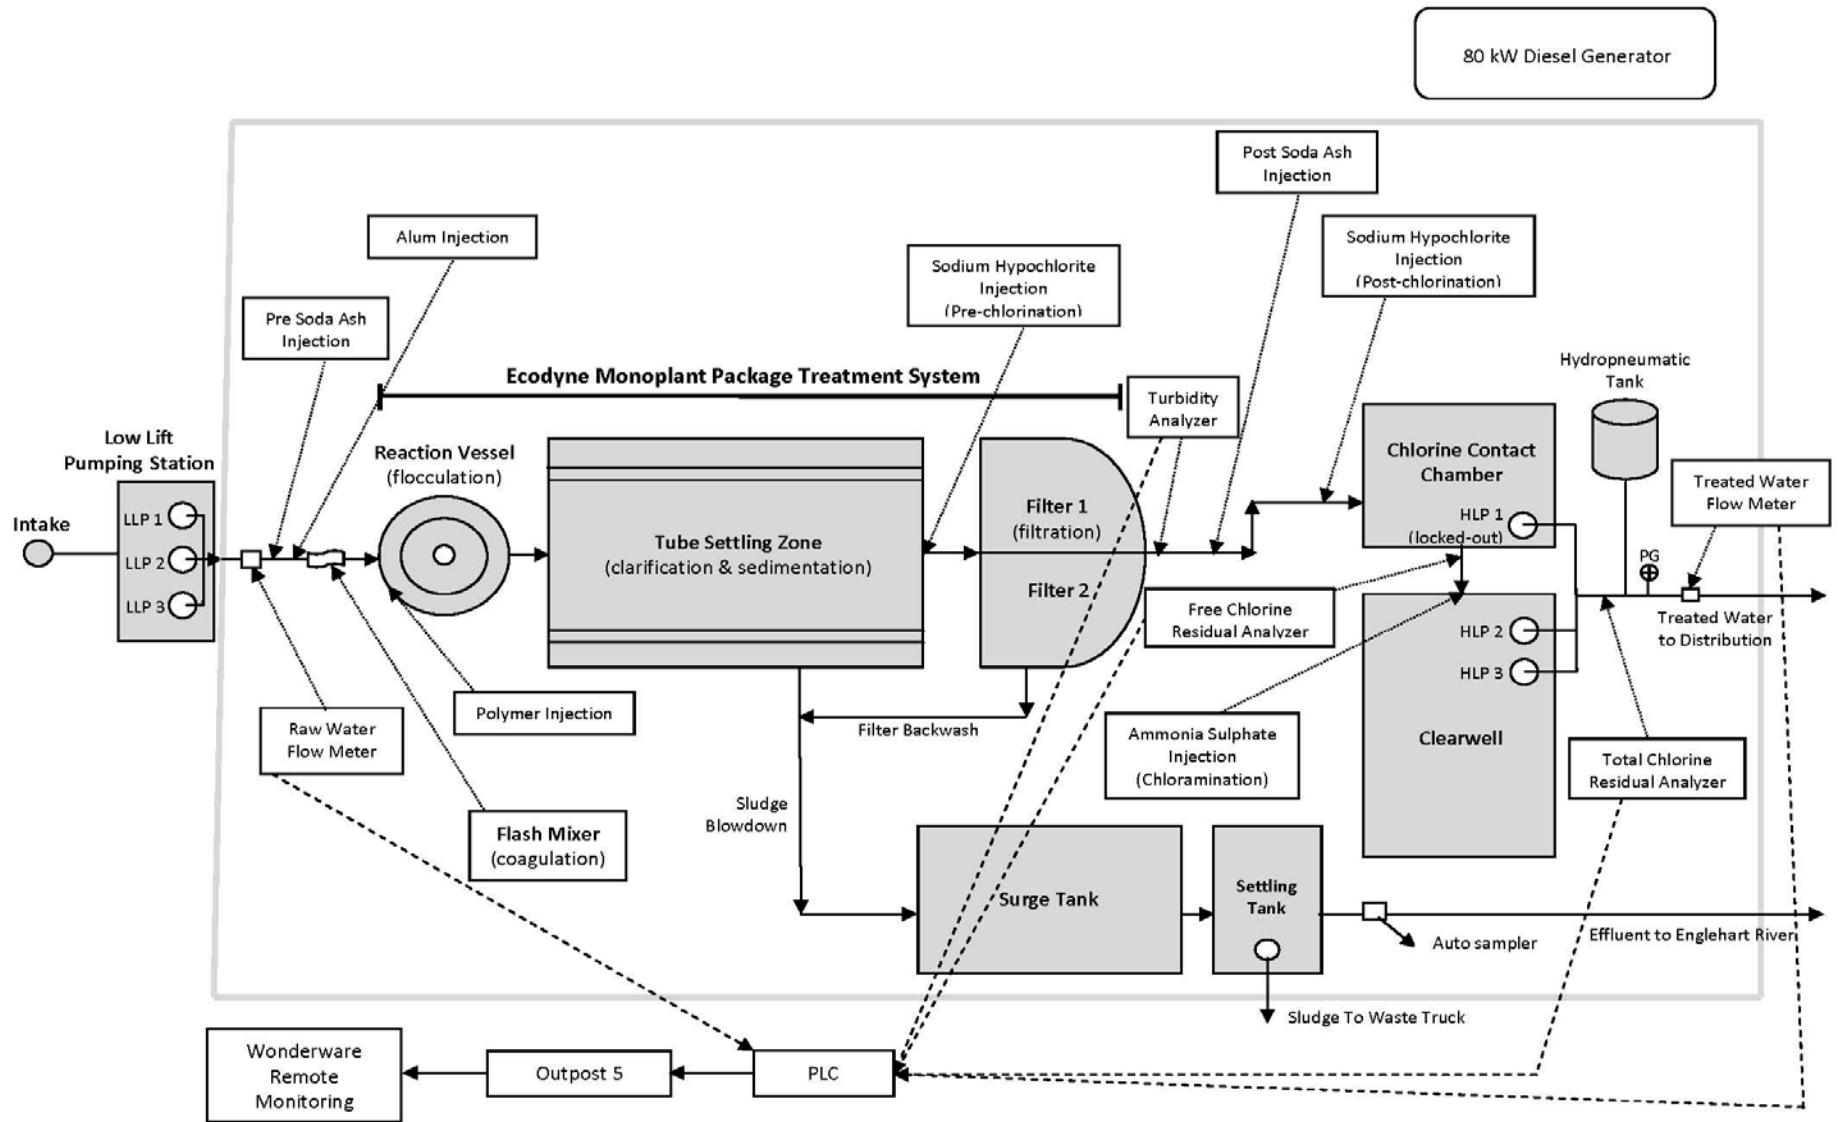 80 kW Diesel Generator
Post Soda Ash
Injection
Alum Injection
Sodium Hypochlorite
Injection
(Post-chlorination)
Sodium Hypochlorite
Injection
(Pre-chlorination)
Pre Soda Ash
Injection
Hydropneumatic
Tank
Ecodyne Monoplant Package Treatment System
Turbidity
Analyzer
Low Lift
Pumping Station
Reaction Vessel
(flocculation)
Chlorine Contact
Chamber
Treated Water
Flow Meter
Intake
LLP 1
LLP 2
LLP 3
Tube Settling Zone
(clarification & sedimentation)
Filter 1
(filtration)
Filter 2
HLP 1
(locked-out)
PG
Free Chlorine
Residual Analyzer
Treated Water
to Distribution
HLP 2
HLP 3
Polymer Injection
Raw Water
Flow Meter
Filter Backwash
Ammonia Sulphate
Injection
(Chloramination)
Clearwell
Total Chlorine
Residual Analyzer
Sludge
Blowdown
Flash Mixer
(coagulation)
Surge Tank
Settling
Tank
Auto sampler
Effluent to Englehart River
Sludge To Waste Truck
Wonderware
Remote
Monitoring
Outpost 5
PLC